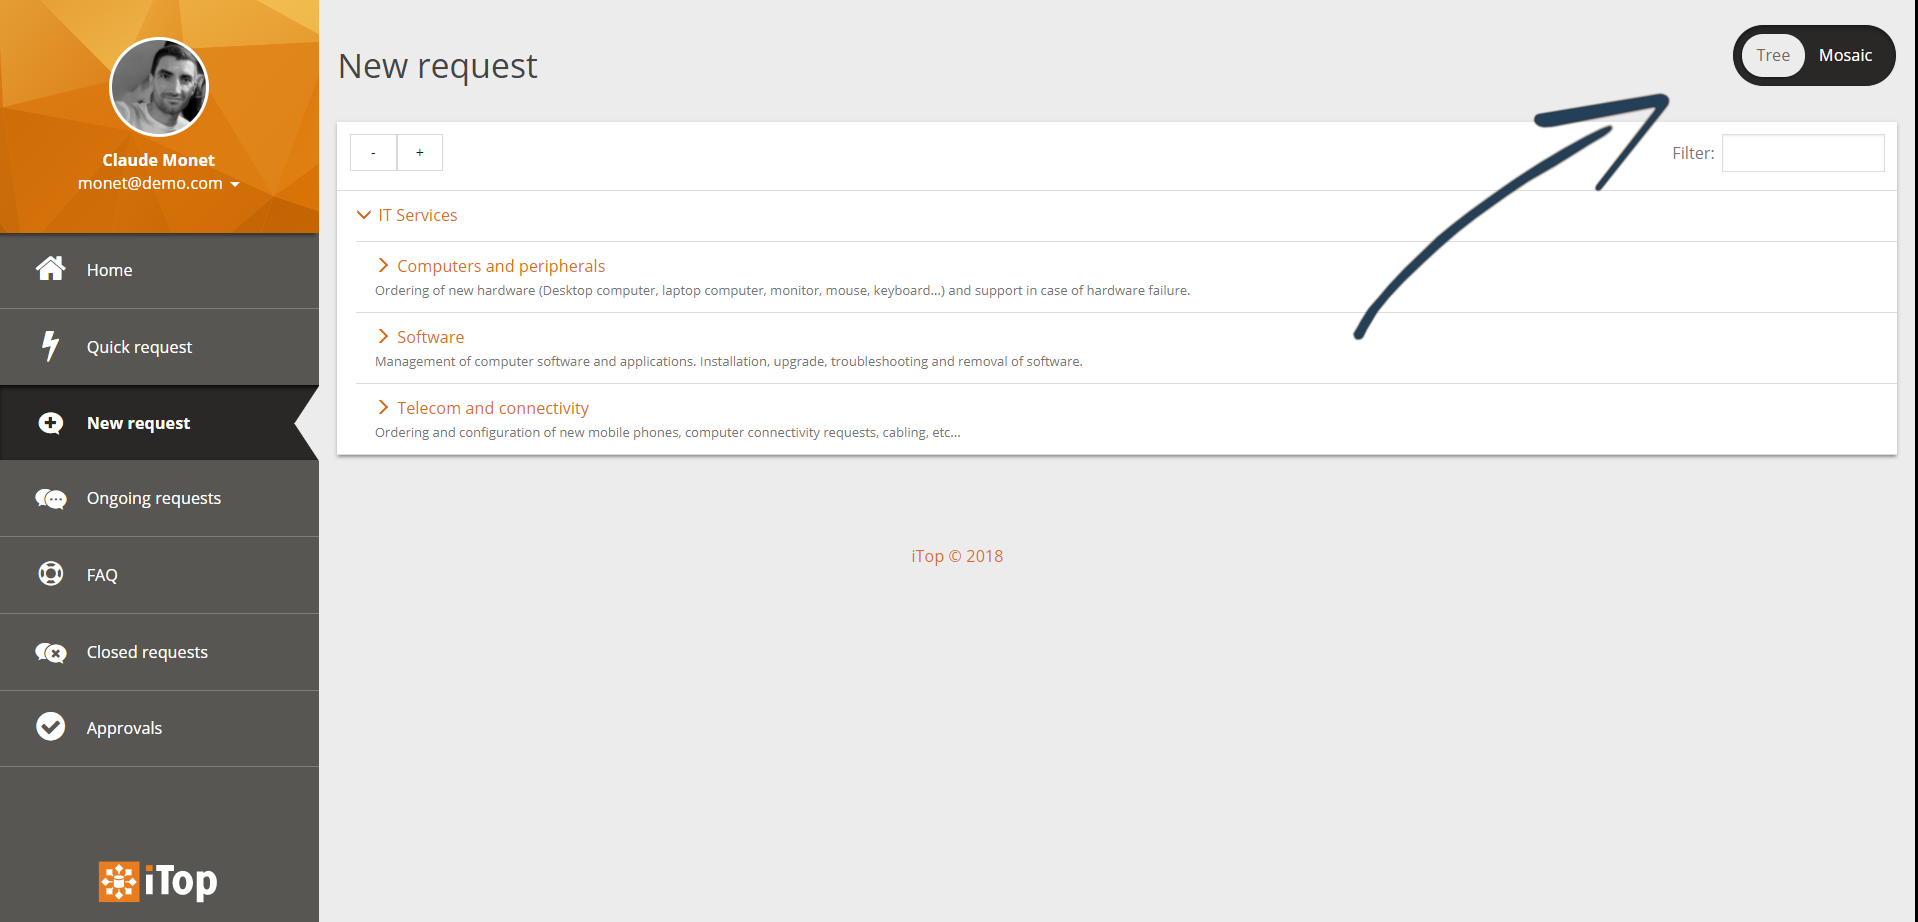 Claude Monet
monet@demo.com
Home
Quick request
New request
Ongoing requests
FAQ
Closed requests
Approvals
iTop
New request
Tree Mosaic
- +
Filter:
IT Services
Computers and peripherals
Ordering of new hardware (Desktop computer, laptop computer, monitor, mouse, keyboard...) and support in case of hardware failure.
Software
Management of computer software and applications. Installation, upgrade, troubleshooting and removal of software.
Telecom and connectivity
Ordering and configuration of new mobile phones, computer connectivity requests, cabling, etc...
iTop © 2018